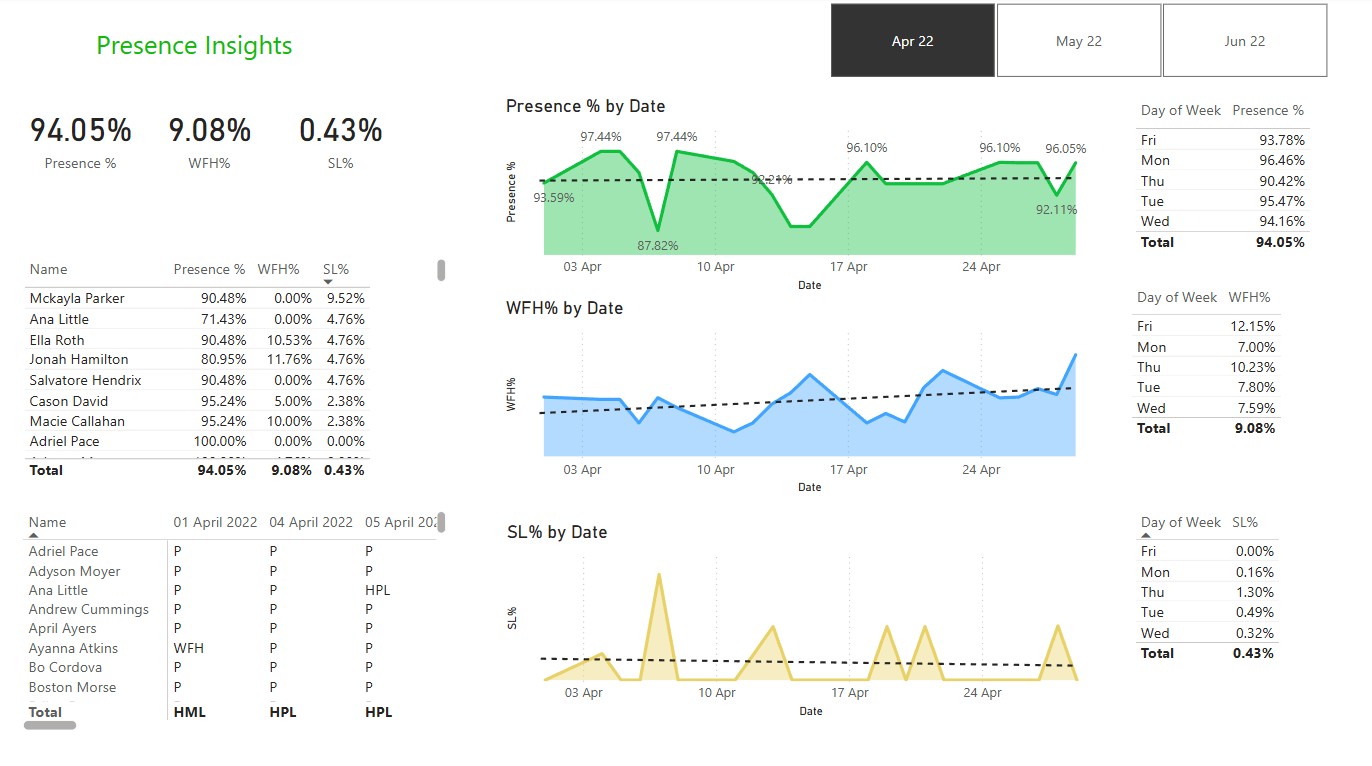 Presence Insights
Apr 22 May 22 Jun 22
94.05% 9.08% 0.43%
Presence % WFH% SL%
Name Presence % WFH% SL%
Mckayla Parker 90.48% 0.00% 9.52%
Ana Little 71.43% 0.00% 4.76%
Ella Roth 90.48% 10.53% 4.76%
Jonah Hamilton 80.95% 11.76% 4.76%
Salvatore Hendrix 90.48% 0.00% 4.76%
Cason David 95.24% 5.00% 2.38%
Macie Callahan 95.24% 10.00% 2.38%
Adriel Pace 100.00% 0.00% 0.00%
Total 94.05% 9.08% 0.43%
Name 01 April 2022 04 April 2022 05 April 202
Adriel Pace P P P
Adyson Moyer P P P
Ana Little P P HPL
Andrew Cummings P P P
April Ayers P P P
Ayanna Atkins WFH P P
Bo Cordova P P P
Boston Morse P P P
Total HML HPL HPL
Presence % by Date
Presence %
97.44% 97.44% 96.10% 96.10% 96.05%
93.59% 92.21% 92.11%
87.82%
03 Apr 10 Apr 17 Apr 24 Apr
Date
WFH% by Date
WFH%
03 Apr 10 Apr 17 Apr 24 Apr
Date
SL% by Date
SL%
03 Apr 10 Apr 17 Apr 24 Apr
Date
Day of Week Presence %
Fri 93.78%
Mon 96.46%
Thu 90.42%
Tue 95.47%
Wed 94.16%
Total 94.05%
Day of Week WFH%
Fri 12.15%
Mon 7.00%
Thu 10.23%
Tue 7.80%
Wed 7.59%
Total 9.08%
Day of Week SL%
Fri 0.00%
Mon 0.16%
Thu 1.30%
Tue 0.49%
Wed 0.32%
Total 0.43%